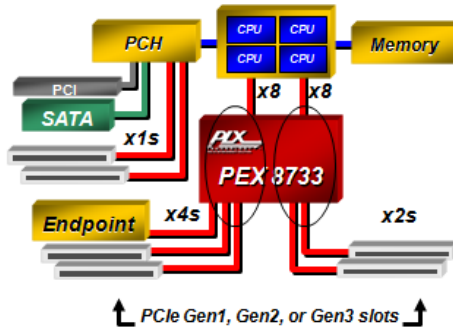 PCH
CPU CPU
CPU CPU
Memory
PCI
SATA
x8 x8
x1s
PLX
PEX 8733
Endpoint
x4s
x2s
PCIe Gen1, Gen2, or Gen3 slots